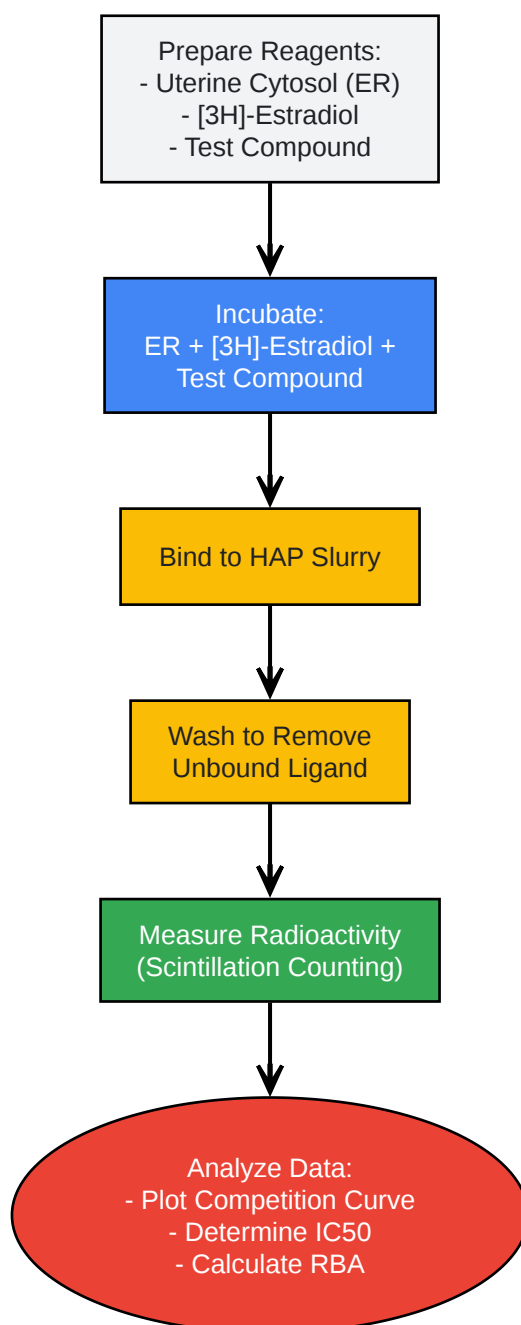 Prepare Reagents:
- Uterine Cytosol (ER)
- [3H]-Estradiol
- Test Compound
Incubate:
ER + [3H]-Estradiol +
Test Compound
Bind to HAP Slurry
Wash to Remove
Unbound Ligand
Measure Radioactivity
(Scintillation Counting)
Analyze Data:
- Plot Competition Curve
- Determine IC50
- Calculate RBA